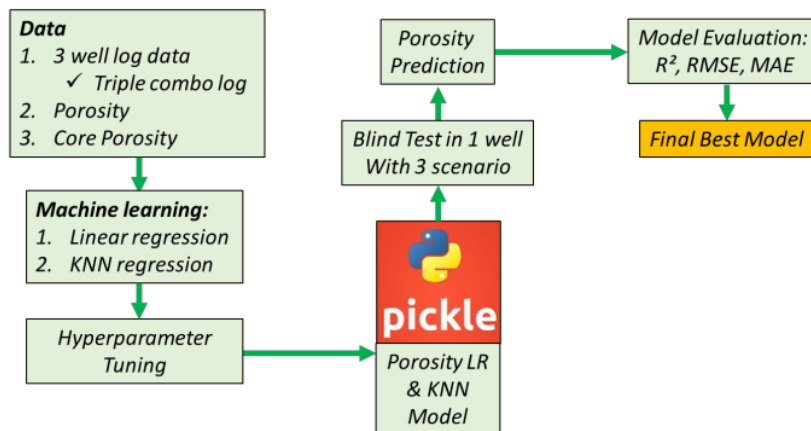 Data
1. 3 well log data
✓ Triple combo log
2. Porosity
3. Core Porosity
Machine learning:
1. Linear regression
2. KNN regression
Hyperparameter
Tuning
pickle
Porosity LR
& KNN
Model
Blind Test in 1 well
With 3 scenario
Porosity
Prediction
Model Evaluation:
R², RMSE, MAE
Final Best Model